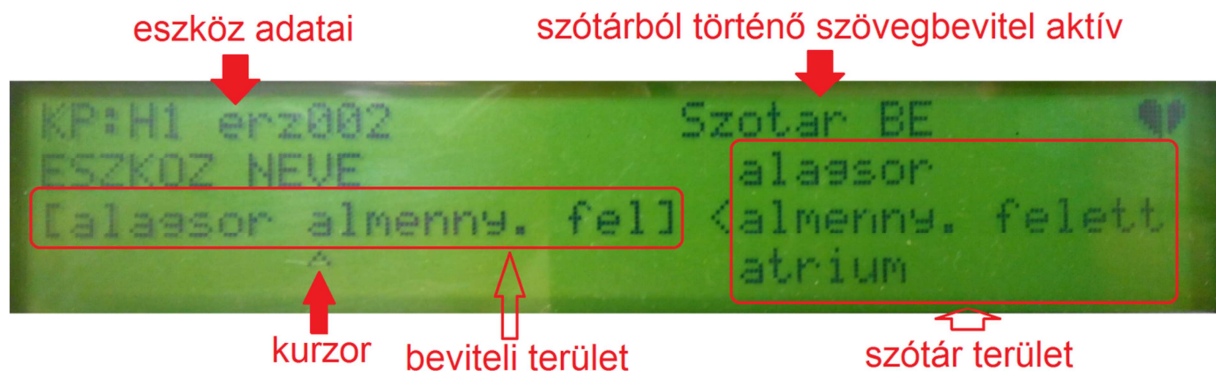 eszköz adatai
szótárból történő szövegbevitel aktív
KP:H1 erz002 Szotar BE
ESZKOZ NEVE alagsor
[alagsor almenny. fel] <almenny. felett
^ atrium
kurzor
beviteli terület
szótár terület